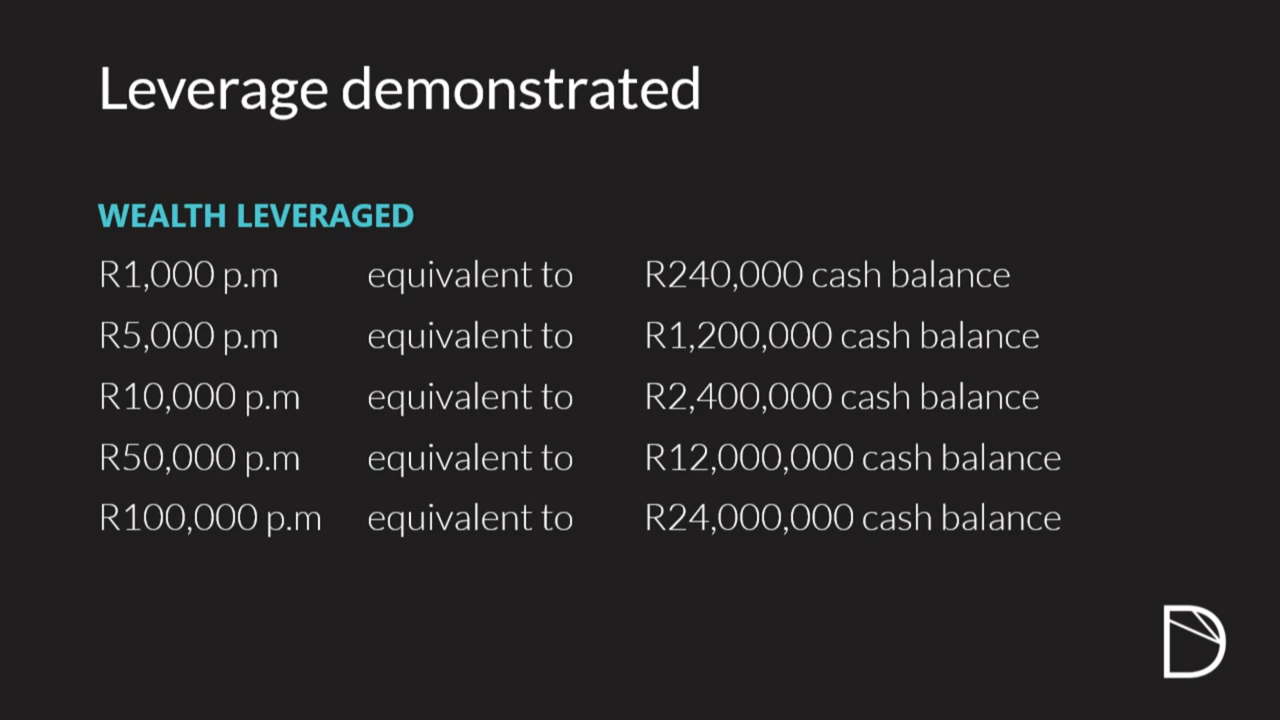 Leverage demonstrated
WEALTH LEVERAGED
R1,000 p.m equivalent to R240,000 cash balance
R5,000 p.m equivalent to R1,200,000 cash balance
R10,000 p.m equivalent to R2,400,000 cash balance
R50,000 p.m equivalent to R12,000,000 cash balance
R100,000 p.m equivalent to R24,000,000 cash balance